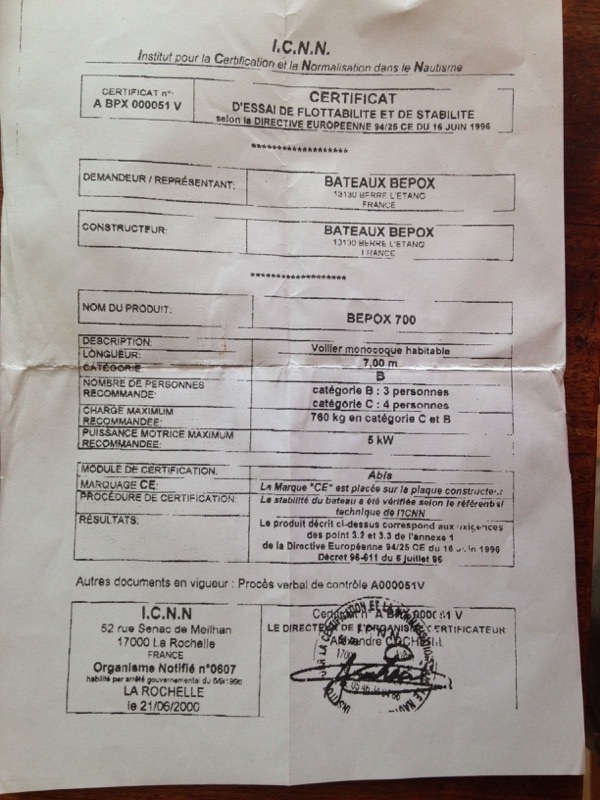 I.C.N.N.
Institut pour la Certification et la Normalisation dans le Nautisme
CERTIFICAT n°:
A BPX 000051 V
CERTIFICAT
D'ESSAI DE FLOTTABILITE ET DE STABILITE
selon la DIRECTIVE EUROPEENNE 94/25 CE DU 16 JUIN 1996
*******************
DEMANDEUR / REPRÉSENTANT:
BATEAUX BEPOX
13130 BERRE L'ETANG
FRANCE
CONSTRUCTEUR:
BATEAUX BEPOX
13130 BERRE L'ETANG
FRANCE
*******************
NOM DU PRODUIT:
BEPOX 700
DESCRIPTION:
Voilier monocoque habitable
LONGUEUR:
7,00 m
CATÉGORIE
B
NOMBRE DE PERSONNES
RECOMMANDE:
catégorie B : 3 personnes
catégorie C : 4 personnes
CHARGE MAXIMUM
RECOMMANDEE:
760 kg en catégorie C et B
PUISSANCE MOTRICE MAXIMUM
RECOMMANDEE:
5 kW
MODULE DE CERTIFICATION:
Abis
MARQUAGE CE:
La Marque "CE" est placée sur la plaque constructeur
PROCÉDURE DE CERTIFICATION:
La stabilité du bateau a été vérifiée selon le référentiel
technique de l'ICNN
RÉSULTATS:
Le produit décrit ci-dessus correspond aux exigences
des point 3.2 et 3.3 de l'annexe 1
de la Directive Européenne 94/25 CE du 16 Juin 1996
Décret 96-611 du 5 juillet 96
Autres documents en vigueur : Procès verbal de contrôle A000051V
I.C.N.N
52 rue Senac de Meilhan
17000 La Rochelle
FRANCE
Organisme Notifié n°0607
habilité par arrêté gouvernemental du
LA ROCHELLE
le 21/06/2000
Certificat n° A BPX 000051 V
LE DIRECTEUR DE L'ORGANISME CERTIFICATEUR
I.C.N.N.